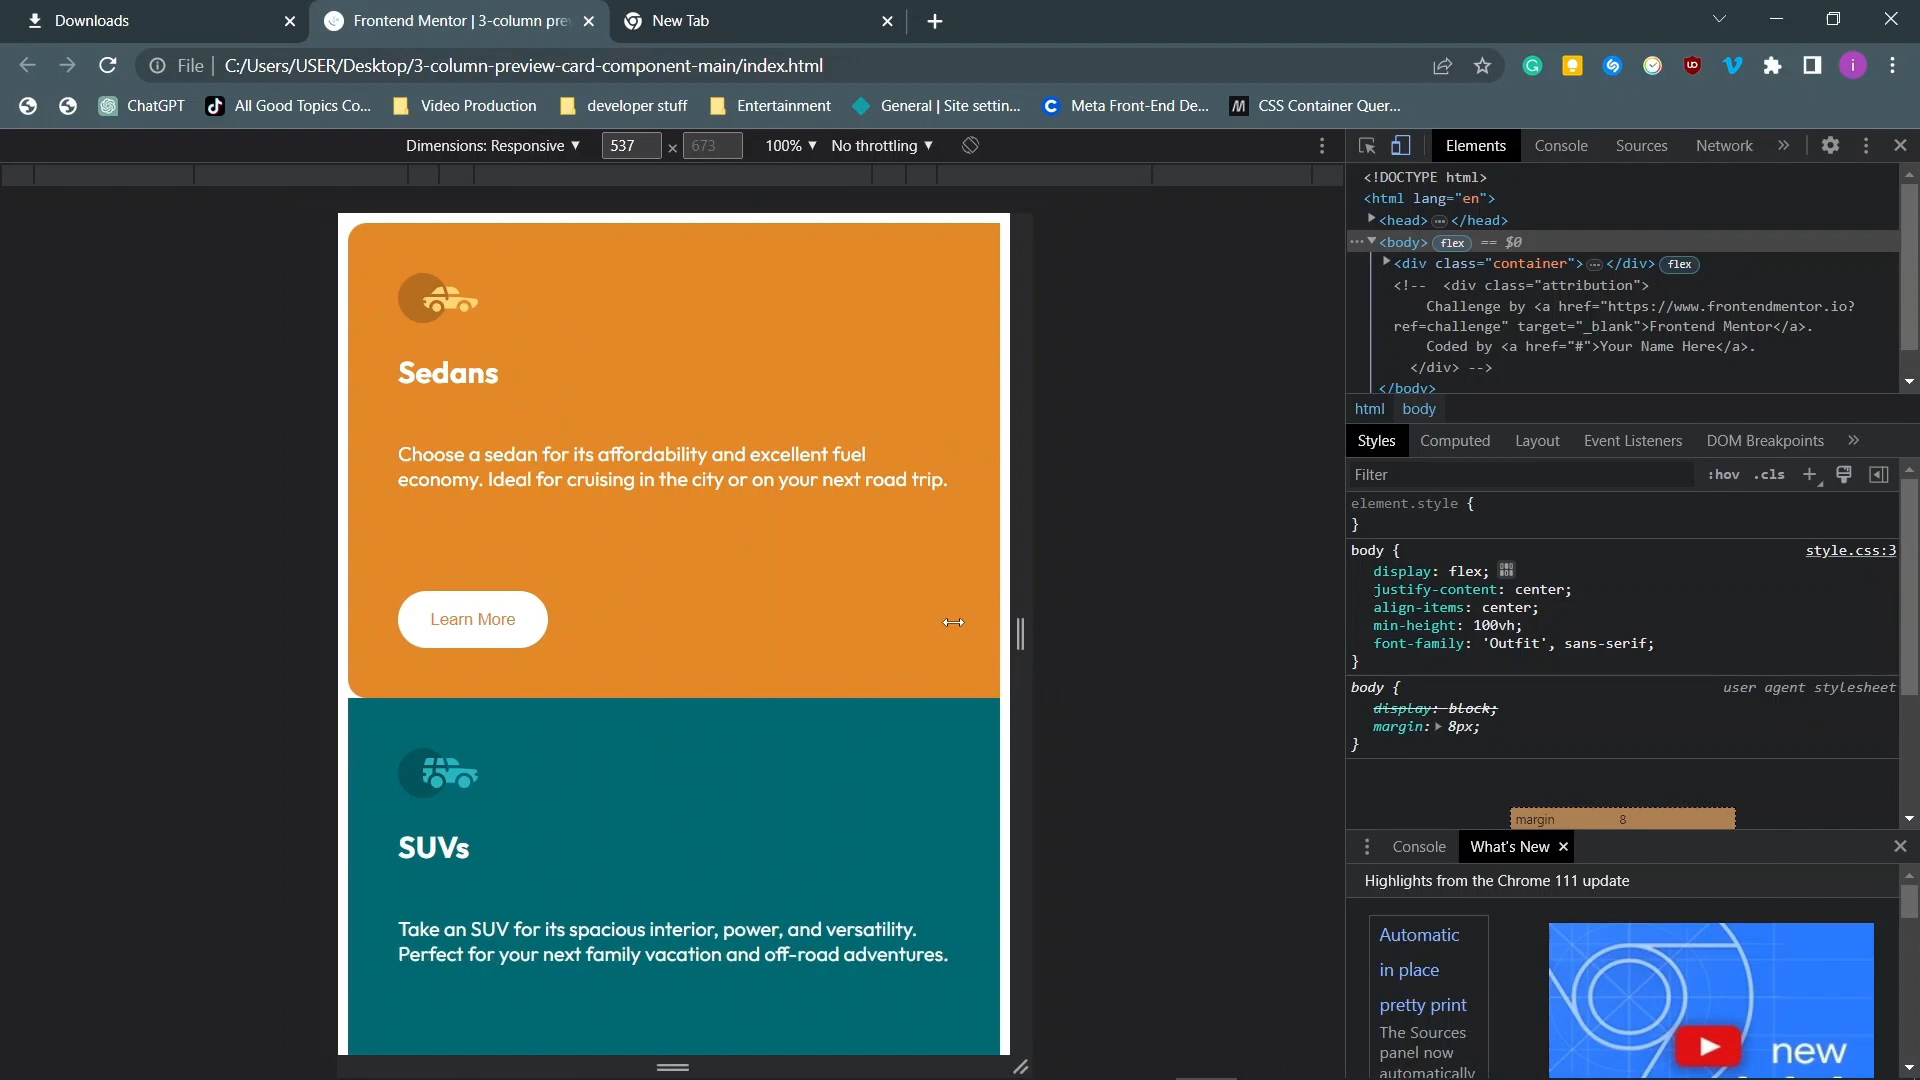 Downloads
Frontend Mentor | 3-column pre
New Tab
File
C:/Users/USER/Desktop/3-column-preview-card-component-main/index.html
UD
i
ChatGPT
All Good Topics Co...
Video Production
developer stuff
Entertainment
General | Site settin...
Meta Front-End De...
CSS Container Quer...
Dimensions: Responsive
537
×
673
100%
No throttling
Elements
Console
Sources
Network
<!DOCTYPE html>
<html lang="en">
<head> … </head>
<body> flex == $0
<div class="container"> … </div> flex
<!-- <div class="attribution">
Challenge by <a href="https://www.frontendmentor.io?
ref=challenge" target="_blank">Frontend Mentor</a>.
Coded by <a href="#">Your Name Here</a>.
</div> -->
</body>
html body
Styles
Computed
Layout
Event Listeners
DOM Breakpoints
Filter
:hov .cls
element.style {
}
body {
style.css:3
display: flex;
justify-content: center;
align-items: center;
min-height: 100vh;
font-family: 'Outfit', sans-serif;
}
body {
user agent stylesheet
display: block;
margin: 8px;
}
margin 8
Console
What's New
Highlights from the Chrome 111 update
Automatic
in place
pretty print
The Sources
panel now
automatically
new
Sedans
Choose a sedan for its affordability and excellent fuel
economy. Ideal for cruising in the city or on your next road trip.
Learn More
SUVs
Take an SUV for its spacious interior, power, and versatility.
Perfect for your next family vacation and off-road adventures.